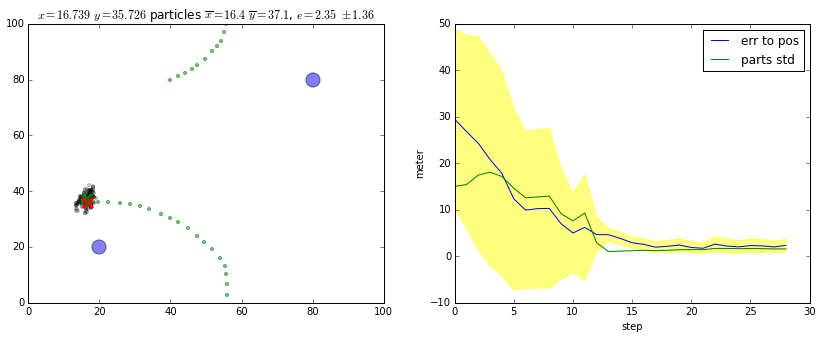 x=16.739 y=35.726 particles x̄=16.4 ȳ=37.1, e=2.35 ±1.36
100
80
60
40
20
0
0 20 40 60 80 100
50
40
30
20
10
0
−10
meter
0 5 10 15 20 25 30
step
err to pos
parts std